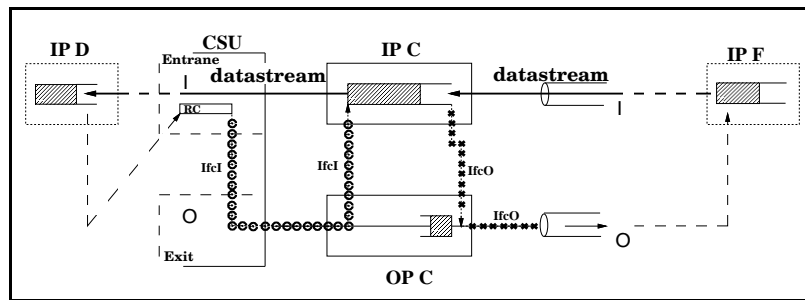 IP D
CSU
IP C
IP F
Entrane
I
datastream
datastream
RC
I
IfcI
IfcI
IfcO
O
IfcO
O
Exit
OP C